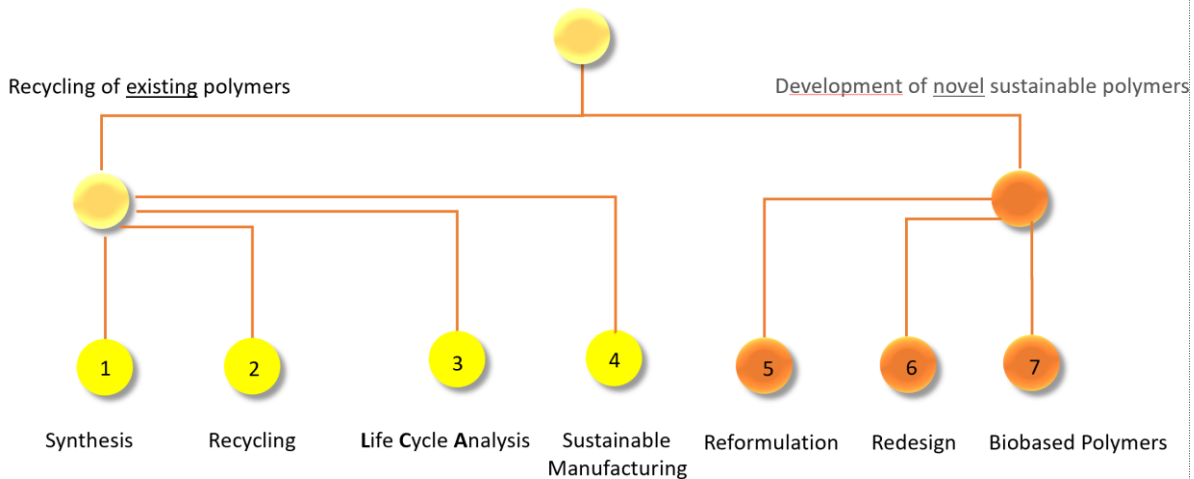 Recycling of existing polymers
Development of novel sustainable polymers
1
2
3
4
5
6
7
Synthesis
Recycling
Life Cycle Analysis
Sustainable
Manufacturing
Reformulation
Redesign
Biobased Polymers